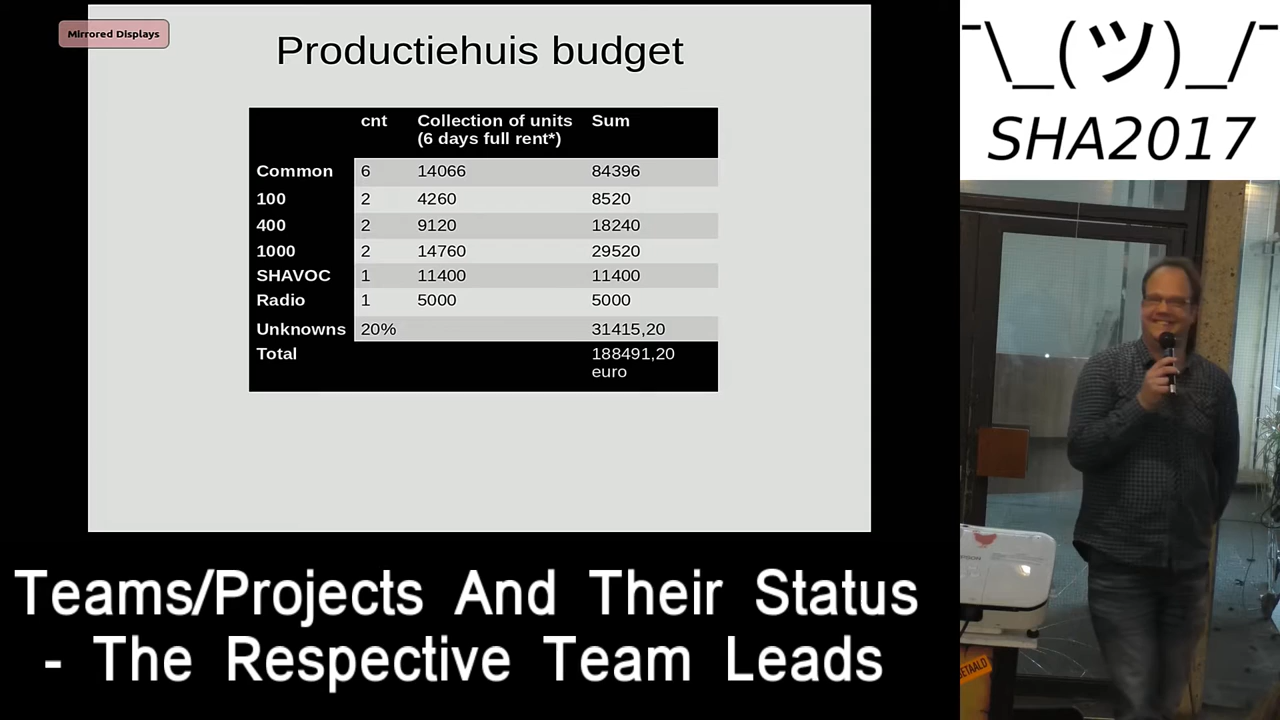 Mirrored Displays
Productiehuis budget
cnt Collection of units Sum
(6 days full rent*)
Common 6 14066 84396
100 2 4260 8520
400 2 9120 18240
1000 2 14760 29520
SHAVOC 1 11400 11400
Radio 1 5000 5000
Unknowns 20% 31415,20
Total 188491,20
euro
¯\_(ツ)_/¯
SHA2017
Teams/Projects And Their Status
- The Respective Team Leads